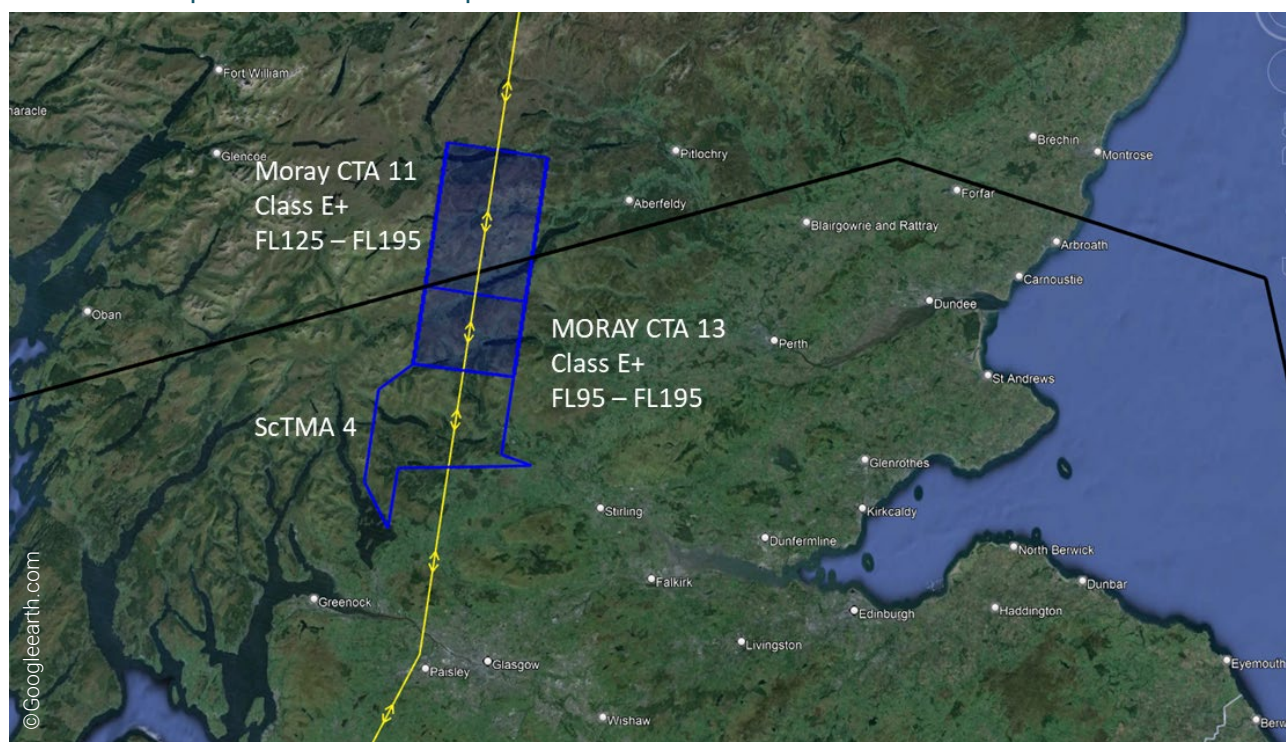 Fort William
haracle
Glencoe
Pitlochry
Brechin
Montrose
Moray CTA 11
Class E+
FL125 – FL195
Aberfeldy
Forfar
Blairgowrie and Rattray
Arbroath
Carnoustie
Dundee
Oban
MORAY CTA 13
Class E+
FL95 – FL195
Perth
St Andrews
ScTMA 4
Glenrothes
Stirling
Kirkcaldy
Dunfermline
North Berwick
Falkirk
Dunbar
Greenock
Edinburgh
Haddington
Livingston
Paisley
Glasgow
Eyemouth
Wishaw
Berw
©Googleearth.com